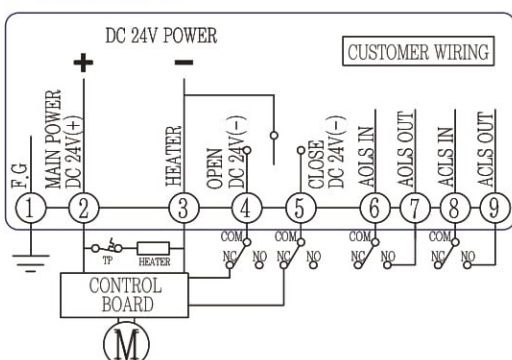 DC 24V POWER
+
−
CUSTOMER WIRING
F.G
MAIN POWER
DC 24V(+)
HEATER
OPEN
DC 24V(−)
CLOSE
DC 24V(−)
AOLS IN
AOLS OUT
ACLS IN
ACLS OUT
1 2 3 4 5 6 7 8 9
COM COM COM COM
NC NO NC NO NC NO NC NO
TP HEATER
CONTROL
BOARD
M